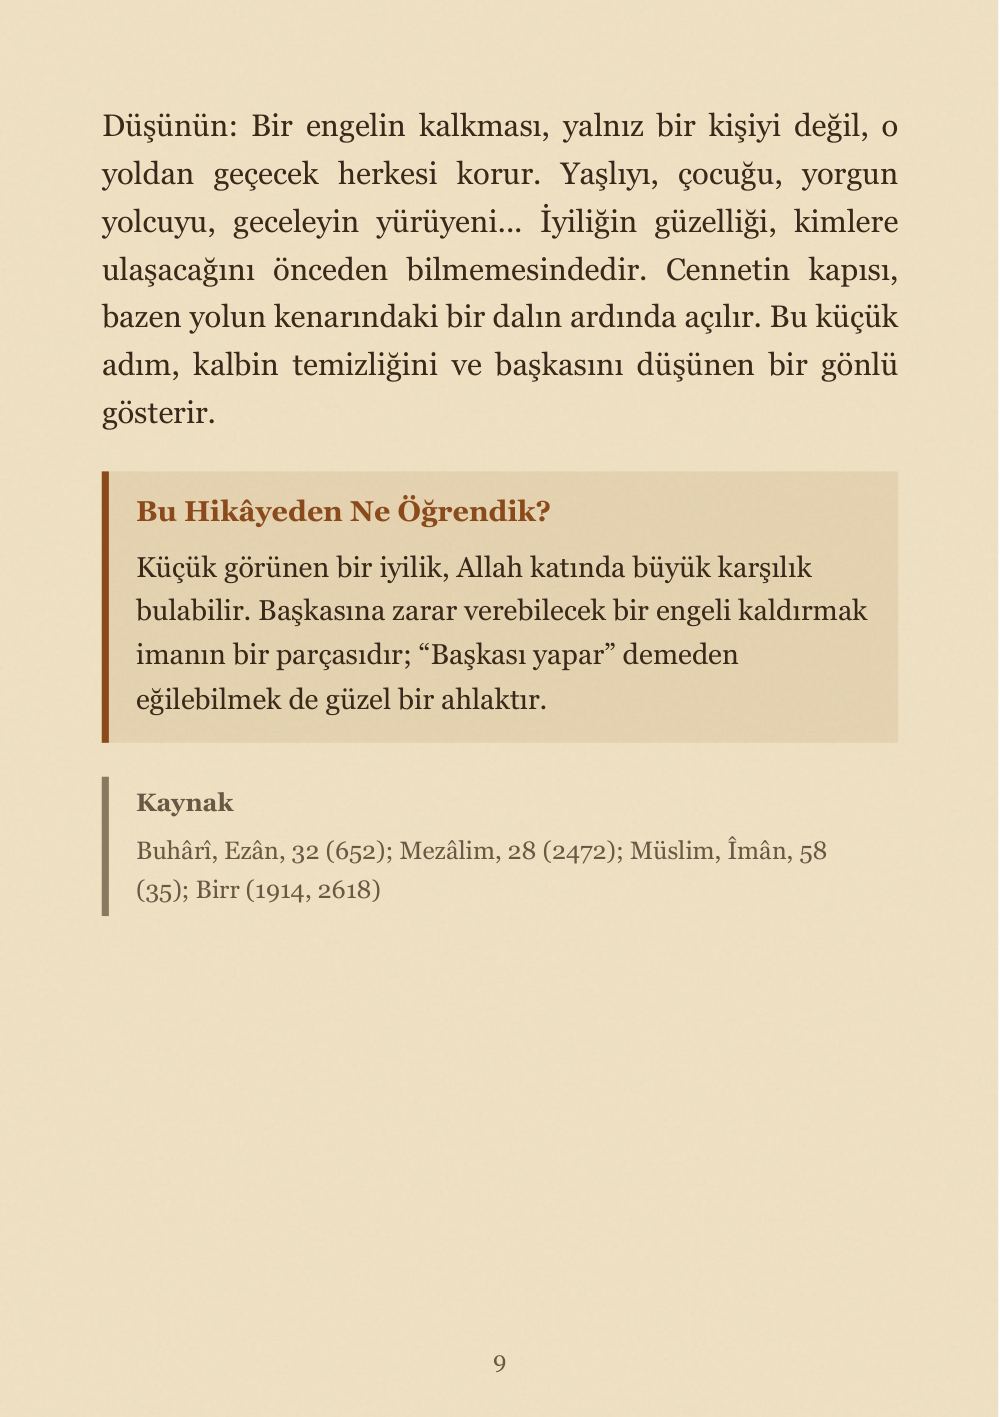 Düşünün: Bir engelin kalkması, yalnız bir kişiyi değil, o
yoldan geçecek herkesi korur. Yaşlıyı, çocuğu, yorgun
yolcuyu, geceleyin yürüyeni... İyiliğin güzelliği, kimlere
ulaşacağını önceden bilmemesindedir. Cennetin kapısı,
bazen yolun kenarındaki bir dalın ardında açılır. Bu küçük
adım, kalbin temizliğini ve başkasını düşünen bir gönlü
gösterir.
Bu Hikâyeden Ne Öğrendik?
Küçük görünen bir iyilik, Allah katında büyük karşılık
bulabilir. Başkasına zarar verebilecek bir engeli kaldırmak
imanın bir parçasıdır; “Başkası yapar” demeden
eğilebilmek de güzel bir ahlaktır.
Kaynak
Buhârî, Ezân, 32 (652); Mezâlim, 28 (2472); Müslim, Îmân, 58
(35); Birr (1914, 2618)
9